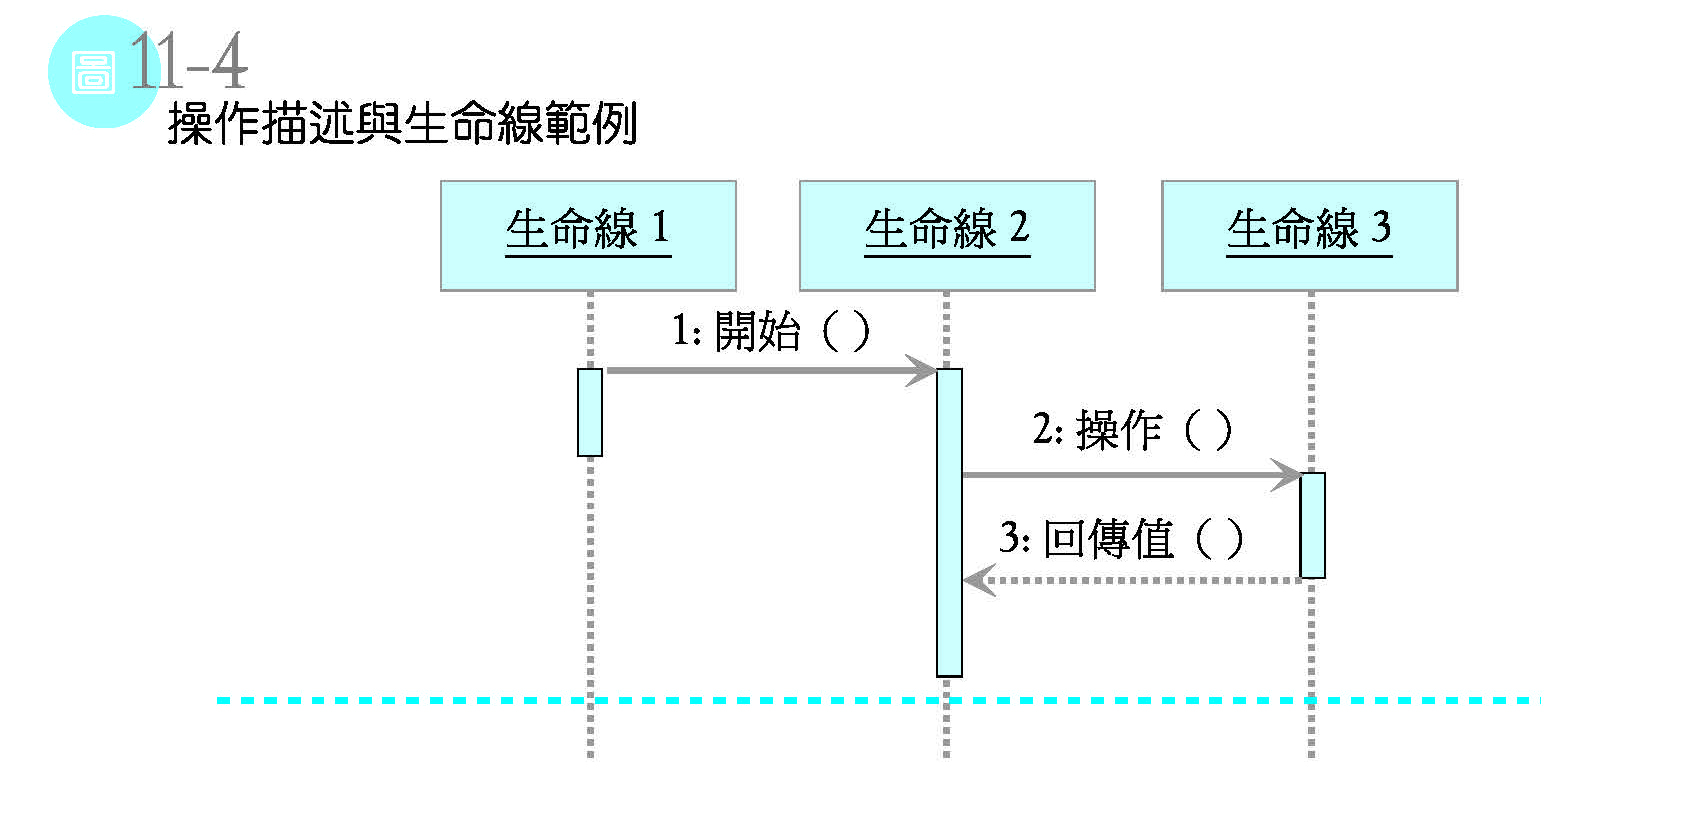 圖 11-4
操作描述與生命線範例
生命線 1
生命線 2
生命線 3
1: 開始（ ）
2: 操作（ ）
3: 回傳值（ ）